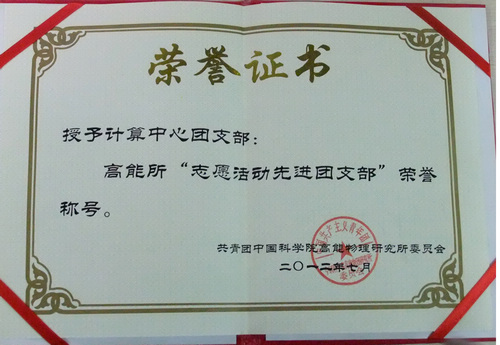 荣誉证书
授予计算中心团支部：
高能所“志愿活动先进团支部”荣誉
称号。
共青团中国科学院高能物理研究所委员会
二〇一二年七月